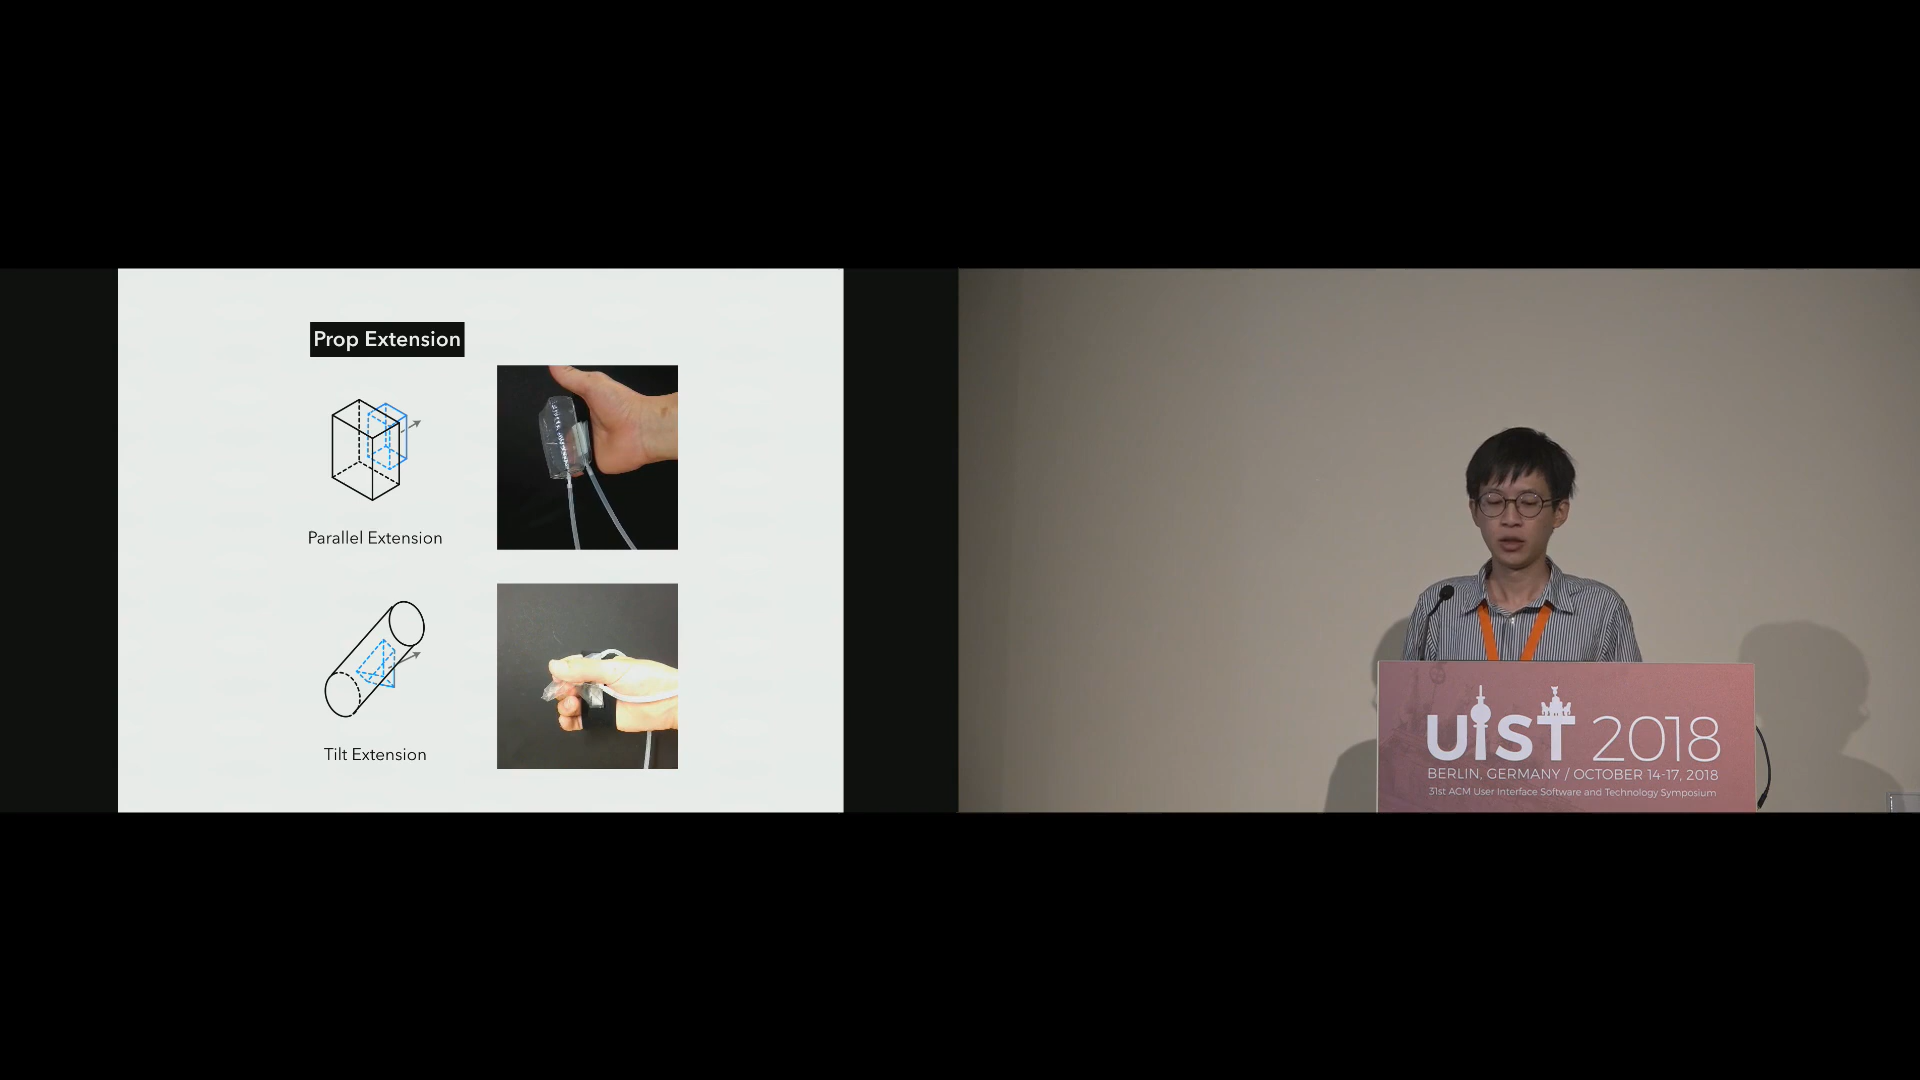 Prop Extension
Parallel Extension
Tilt Extension
UIST 2018
BERLIN, GERMANY / OCTOBER 14-17, 2018
31st ACM User Interface Software and Technology Symposium